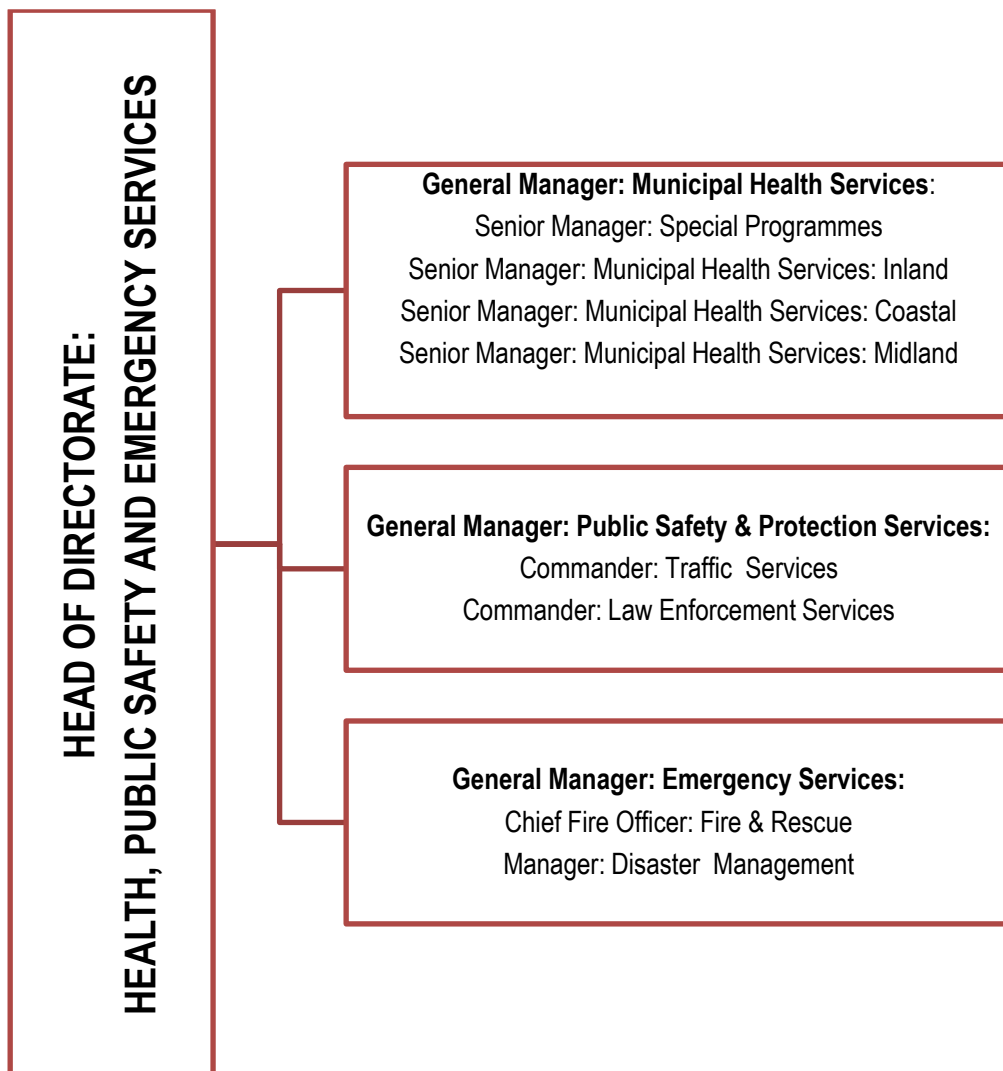 HEAD OF DIRECTORATE:
HEALTH, PUBLIC SAFETY AND EMERGENCY SERVICES
General Manager: Municipal Health Services:
Senior Manager: Special Programmes
Senior Manager: Municipal Health Services: Inland
Senior Manager: Municipal Health Services: Coastal
Senior Manager: Municipal Health Services: Midland
General Manager: Public Safety & Protection Services:
Commander: Traffic Services
Commander: Law Enforcement Services
General Manager: Emergency Services:
Chief Fire Officer: Fire & Rescue
Manager: Disaster Management